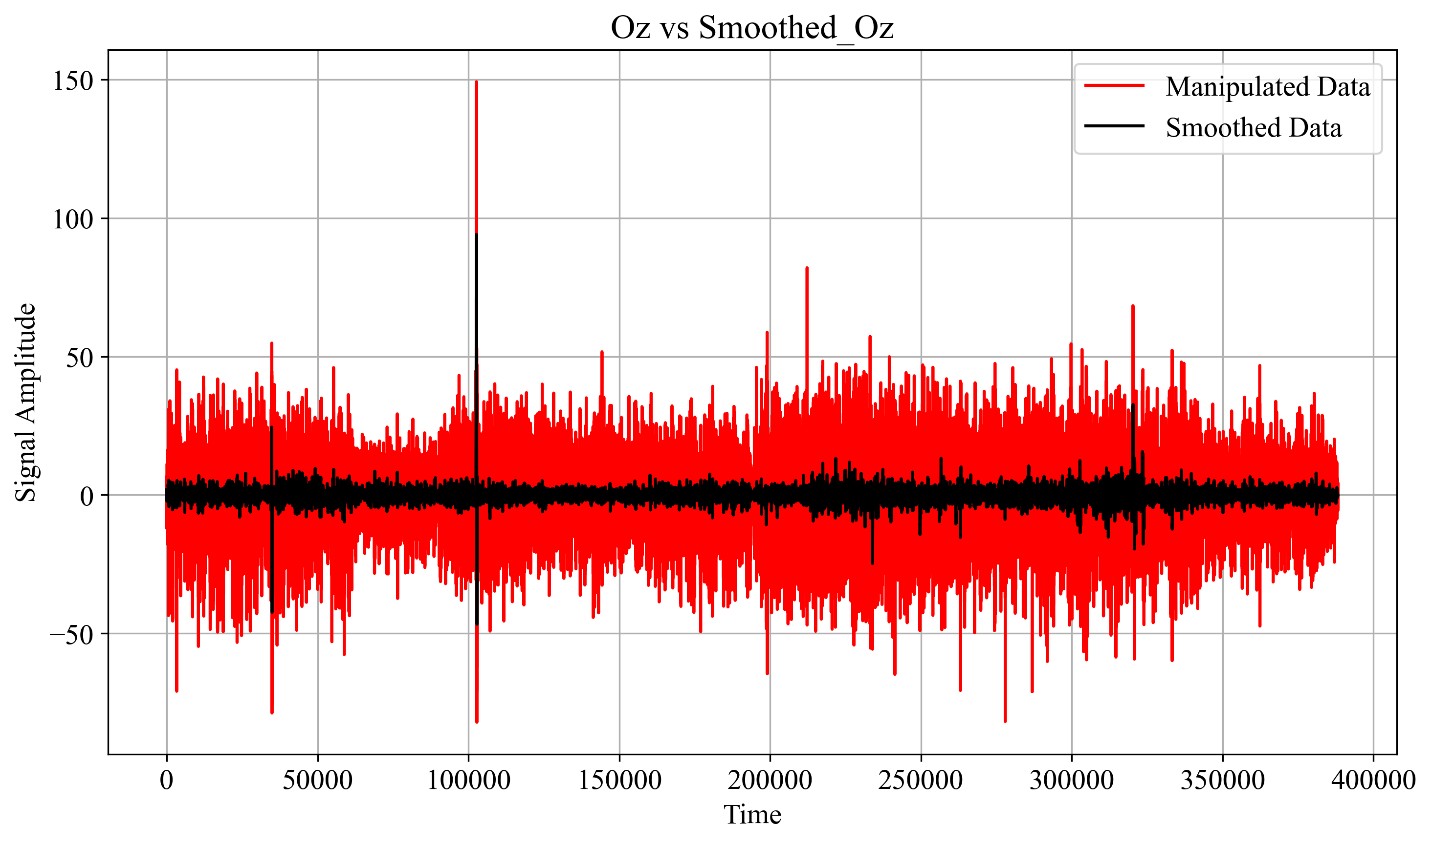 Oz vs Smoothed_Oz
Manipulated Data
Smoothed Data
Signal Amplitude
150
100
50
0
−50
0 50000 100000 150000 200000 250000 300000 350000 400000
Time